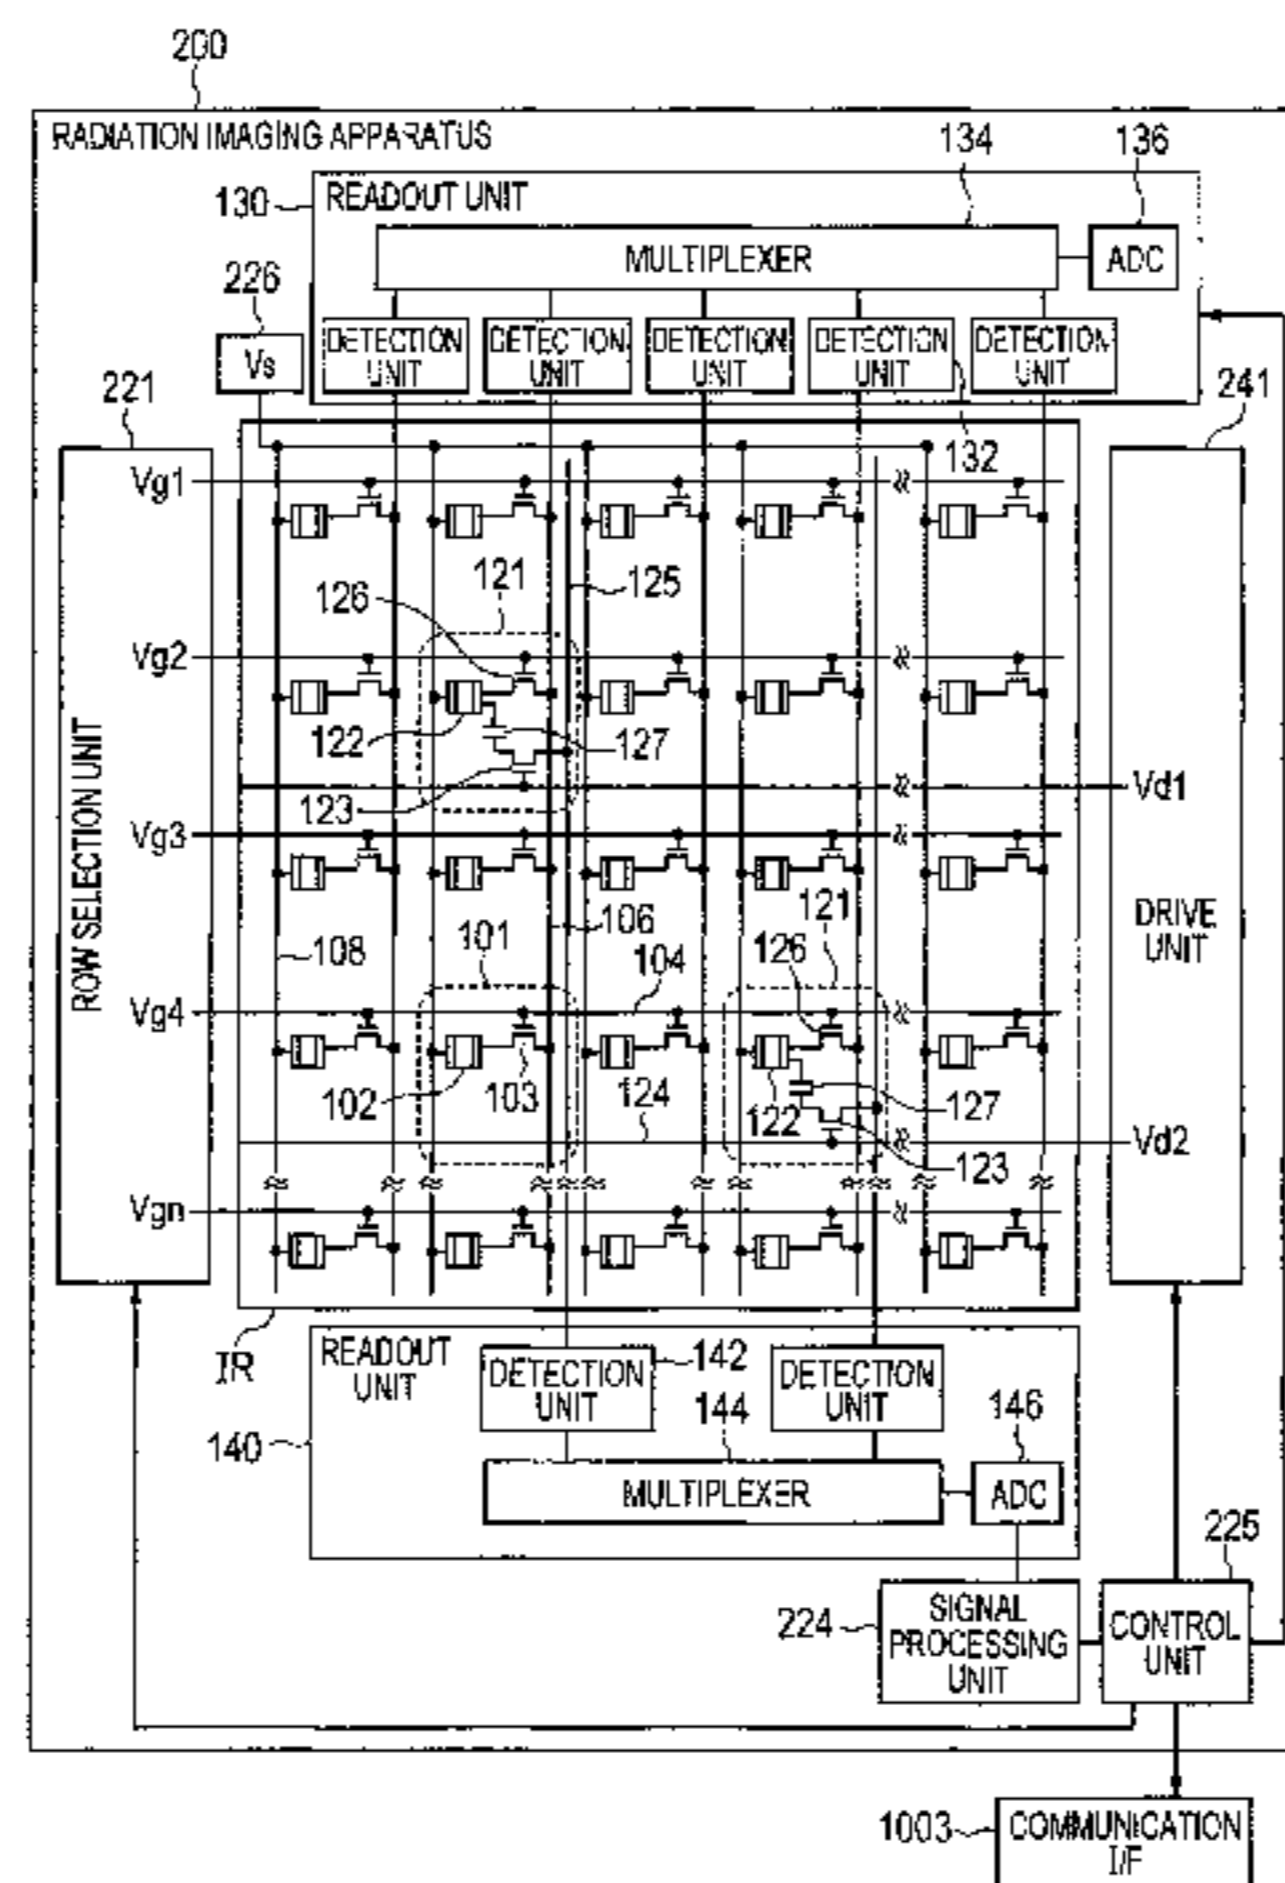 200
RADIATION IMAGING APPARATUS
134
136
130
READOUT UNIT
MULTIPLEXER
ADC
226
Vs
DETECTION UNIT
DETECTION UNIT
DETECTION UNIT
DETECTION UNIT
DETECTION UNIT
221
241
132
Vg1
121
125
126
Vg2
122
127
123
Vd1
Vg3
ROW SELECTION UNIT
DRIVE UNIT
121
106
101
108
104
126
Vg4
102
103
124
122
127
123
Vd2
Vgn
IR
READOUT UNIT
DETECTION UNIT
142
DETECTION UNIT
144
146
140
MULTIPLEXER
ADC
225
224
SIGNAL PROCESSING UNIT
CONTROL UNIT
1003
COMMUNICATION I/F